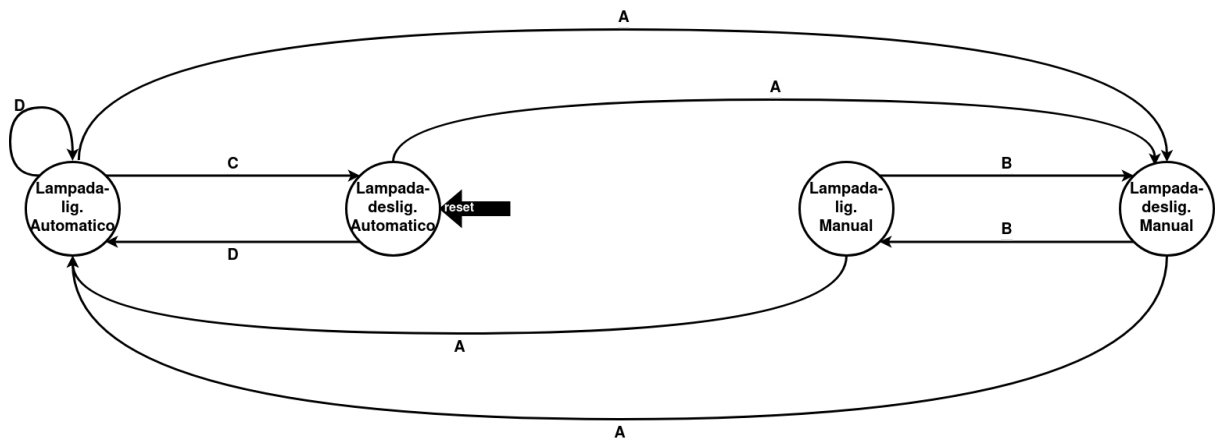 A
A
D
C
B
Lampada-
lig.
Automatico
Lampada-
deslig.
Automatico
reset
Lampada-
lig.
Manual
Lampada-
deslig.
Manual
D
B
A
A